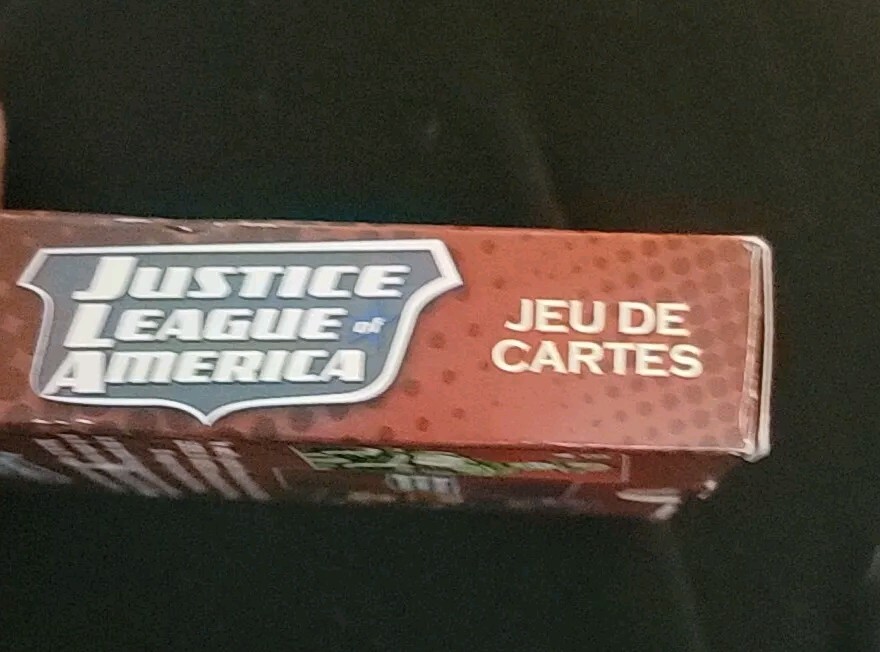 JUSTICE
LEAGUE of
AMERICA
JEU DE
CARTES